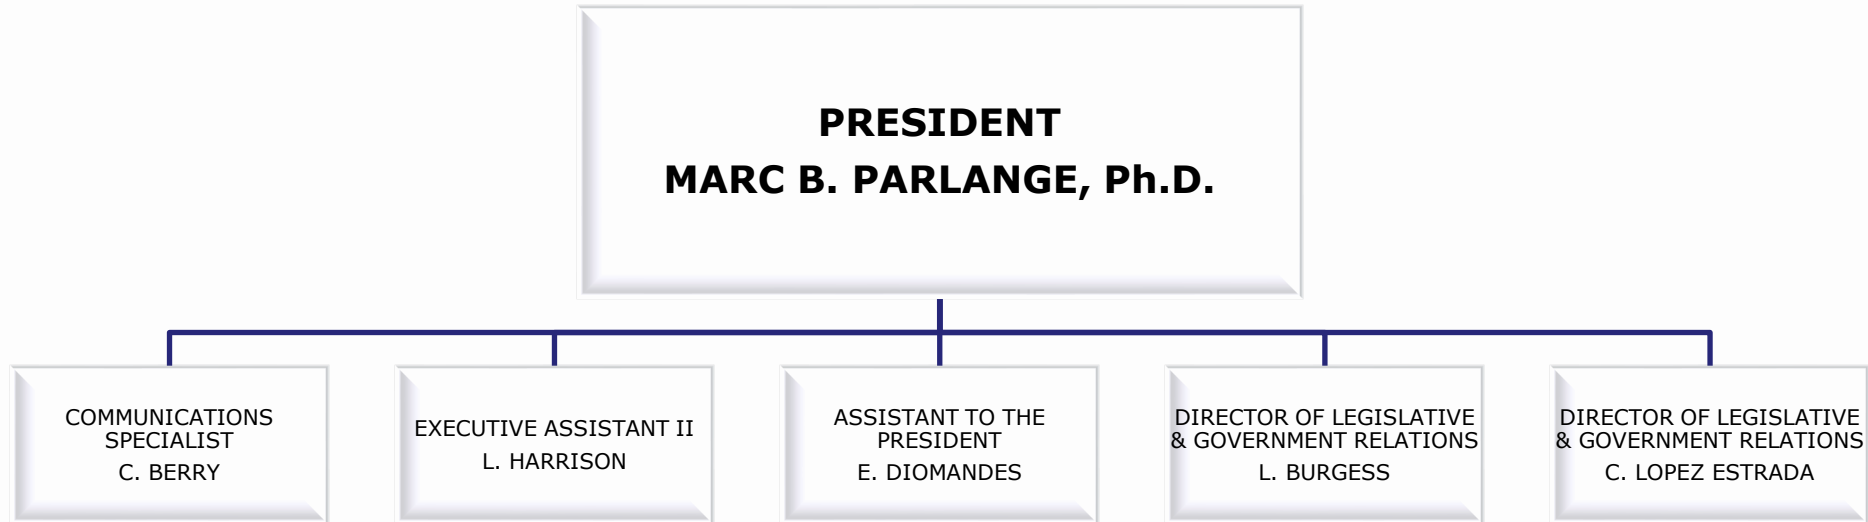 PRESIDENT
MARC B. PARLANGE, Ph.D.
COMMUNICATIONS
SPECIALIST
C. BERRY
EXECUTIVE ASSISTANT II
L. HARRISON
ASSISTANT TO THE
PRESIDENT
E. DIOMANDES
DIRECTOR OF LEGISLATIVE
& GOVERNMENT RELATIONS
L. BURGESS
DIRECTOR OF LEGISLATIVE
& GOVERNMENT RELATIONS
C. LOPEZ ESTRADA